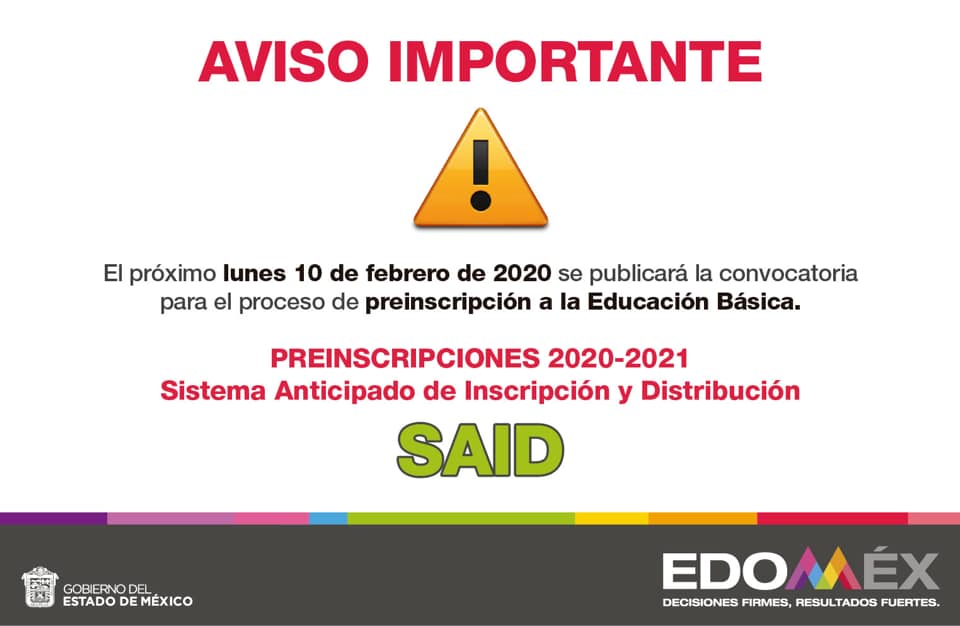 AVISO IMPORTANTE
El próximo lunes 10 de febrero de 2020 se publicará la convocatoria
para el proceso de preinscripción a la Educación Básica.
PREINSCRIPCIONES 2020-2021
Sistema Anticipado de Inscripción y Distribución
SAID
GOBIERNO DEL
ESTADO DE MÉXICO
EDOMÉX
DECISIONES FIRMES, RESULTADOS FUERTES.